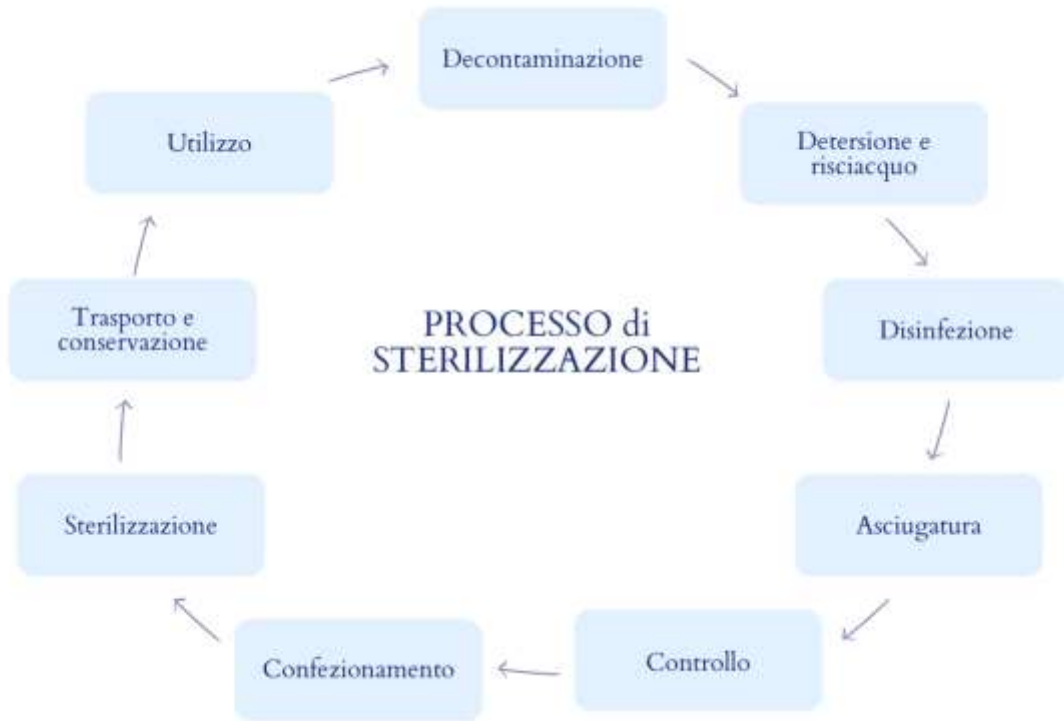 Decontaminazione
Detersione e
risciacquo
Disinfezione
Asciugatura
Controllo
Confezionamento
Sterilizzazione
Trasporto e
conservazione
Utilizzo
PROCESSO di
STERILIZZAZIONE